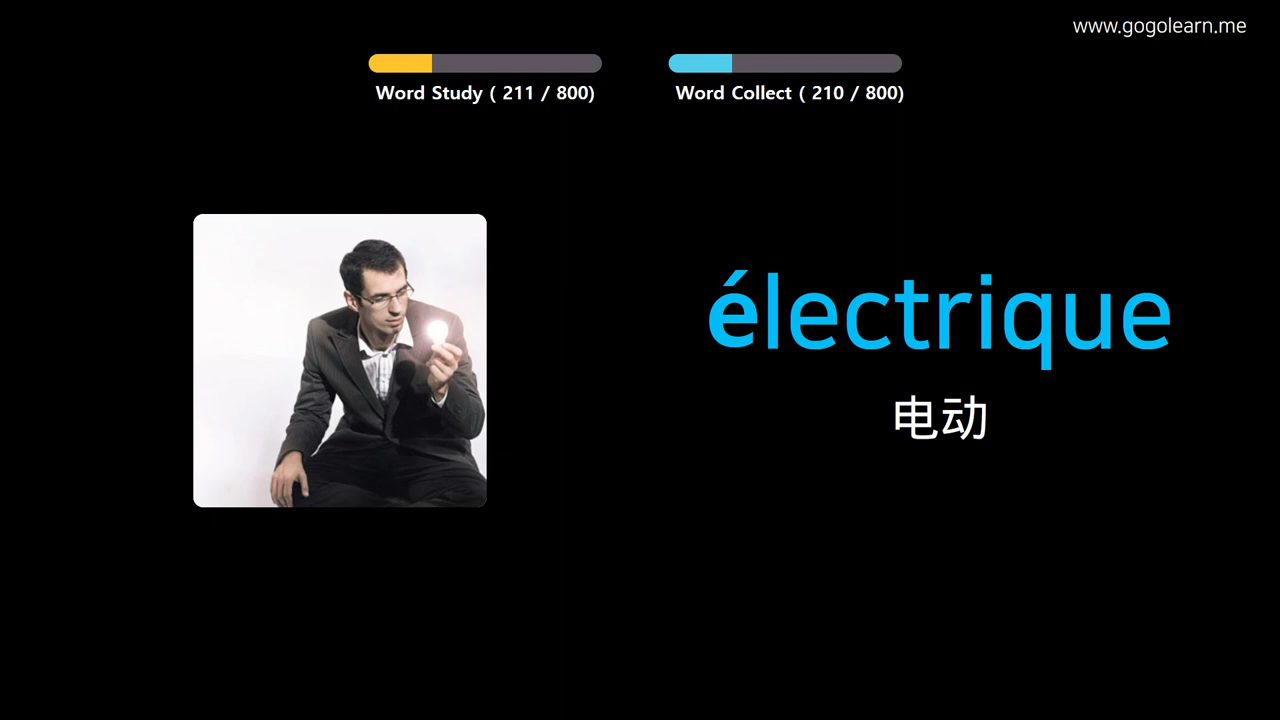 www.gogolearn.me
Word Study ( 211 / 800)
Word Collect ( 210 / 800)
électrique
电动